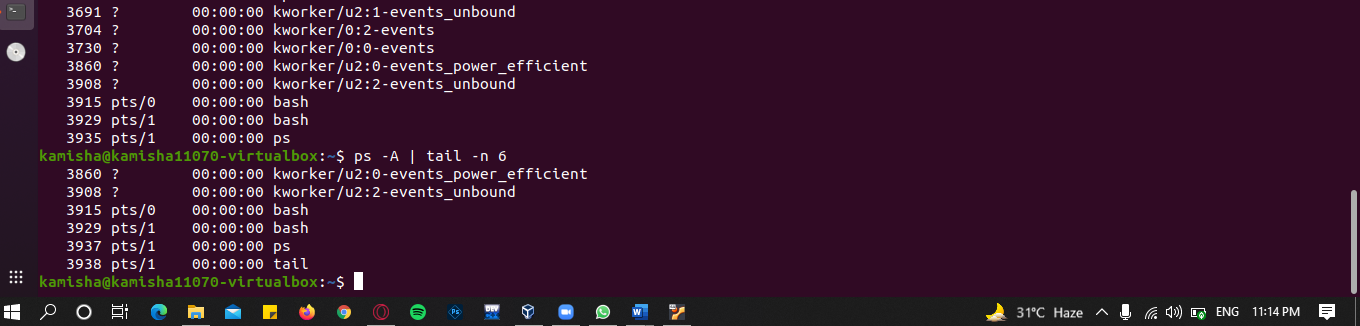 3691 ?        00:00:00 kworker/u2:1-events_unbound
3704 ?        00:00:00 kworker/0:2-events
3730 ?        00:00:00 kworker/0:0-events
3860 ?        00:00:00 kworker/u2:0-events_power_efficient
3908 ?        00:00:00 kworker/u2:2-events_unbound
3915 pts/0    00:00:00 bash
3929 pts/1    00:00:00 bash
3935 pts/1    00:00:00 ps
kamisha@kamisha11070-virtualbox:~$ ps -A | tail -n 6
3860 ?        00:00:00 kworker/u2:0-events_power_efficient
3908 ?        00:00:00 kworker/u2:2-events_unbound
3915 pts/0    00:00:00 bash
3929 pts/1    00:00:00 bash
3937 pts/1    00:00:00 ps
3938 pts/1    00:00:00 tail
kamisha@kamisha11070-virtualbox:~$
Ps DEV W 31°C Haze ENG 11:14 PM